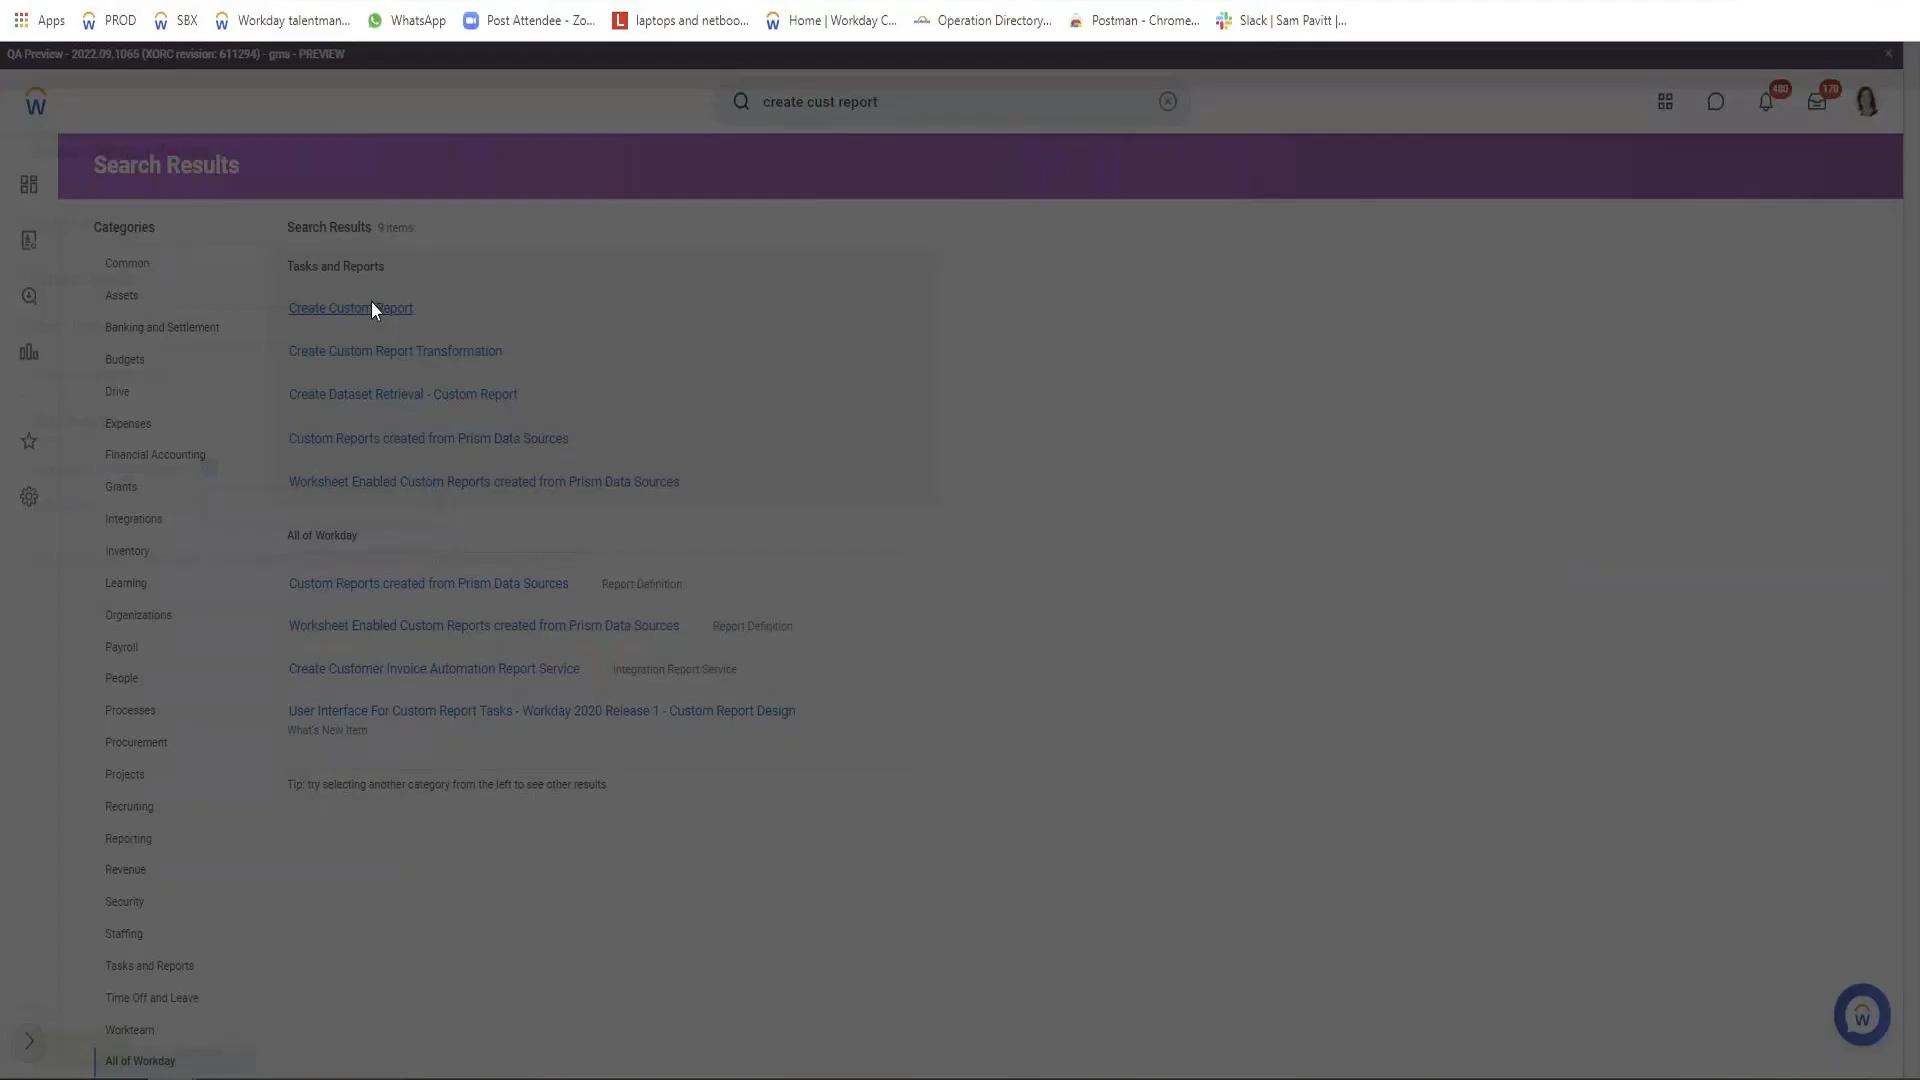 Apps
PROD
SBX
Workday talentman...
WhatsApp
Post Attendee - Zo...
L
laptops and netboo...
Home | Workday C...
Operation Directory...
Postman - Chrome...
Slack | Sam Pavitt |...
QA Preview - 2022.09.1065 (XORC revision: 611294) - gms - PREVIEW
create cust report
480
170
Search Results
Categories
Common
Assets
Banking and Settlement
Budgets
Drive
Expenses
Financial Accounting
Grants
Integrations
Inventory
Learning
Organizations
Payroll
People
Processes
Procurement
Projects
Recruiting
Reporting
Revenue
Security
Staffing
Tasks and Reports
Time Off and Leave
Workteam
All of Workday
Search Results 9 items
Tasks and Reports
Create Custom Report
Create Custom Report Transformation
Create Dataset Retrieval - Custom Report
Custom Reports created from Prism Data Sources
Worksheet Enabled Custom Reports created from Prism Data Sources
All of Workday
Custom Reports created from Prism Data Sources Report Definition
Worksheet Enabled Custom Reports created from Prism Data Sources Report Definition
Create Customer Invoice Automation Report Service Integration Report Service
User Interface For Custom Report Tasks - Workday 2020 Release 1 - Custom Report Design
What's New Item
Tip: try selecting another category from the left to see other results